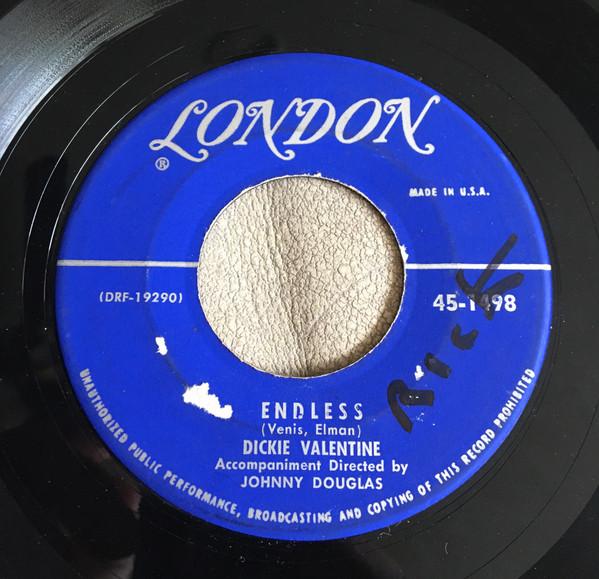 LONDON
®
MADE IN U.S.A.
(DRF-19290)
45-1498
RICK
ENDLESS
(Venis, Elman)
DICKIE VALENTINE
Accompaniment Directed by
JOHNNY DOUGLAS
UNAUTHORIZED PUBLIC PERFORMANCE, BROADCASTING AND COPYING OF THIS RECORD PROHIBITED